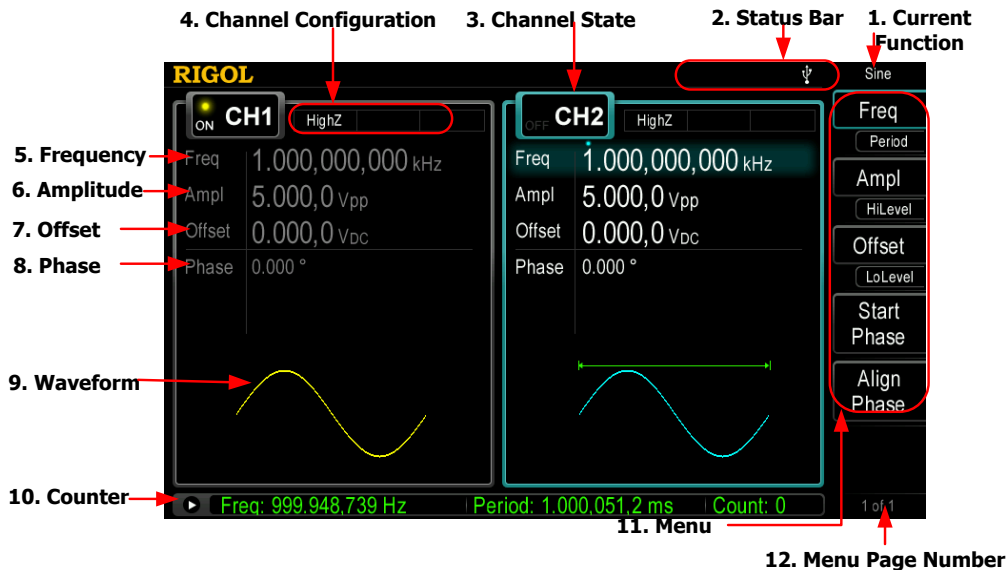 4. Channel Configuration
3. Channel State
2. Status Bar
1. Current
Function
RIGOL
Sine
ON CH1
HighZ
OFF CH2
HighZ
Freq
Period
Ampl
HiLevel
Offset
LoLevel
Start
Phase
Align
Phase
5. Frequency
Freq 1.000,000,000 kHz
6. Amplitude
Ampl 5.000,0 Vpp
7. Offset
Offset 0.000,0 VDC
8. Phase
Phase 0.000 °
Freq 1.000,000,000 kHz
Ampl 5.000,0 Vpp
Offset 0.000,0 VDC
Phase 0.000 °
9. Waveform
10. Counter
Freq: 999.948,739 Hz
Period: 1.000,051,2 ms
Count: 0
1 of 1
11. Menu
12. Menu Page Number